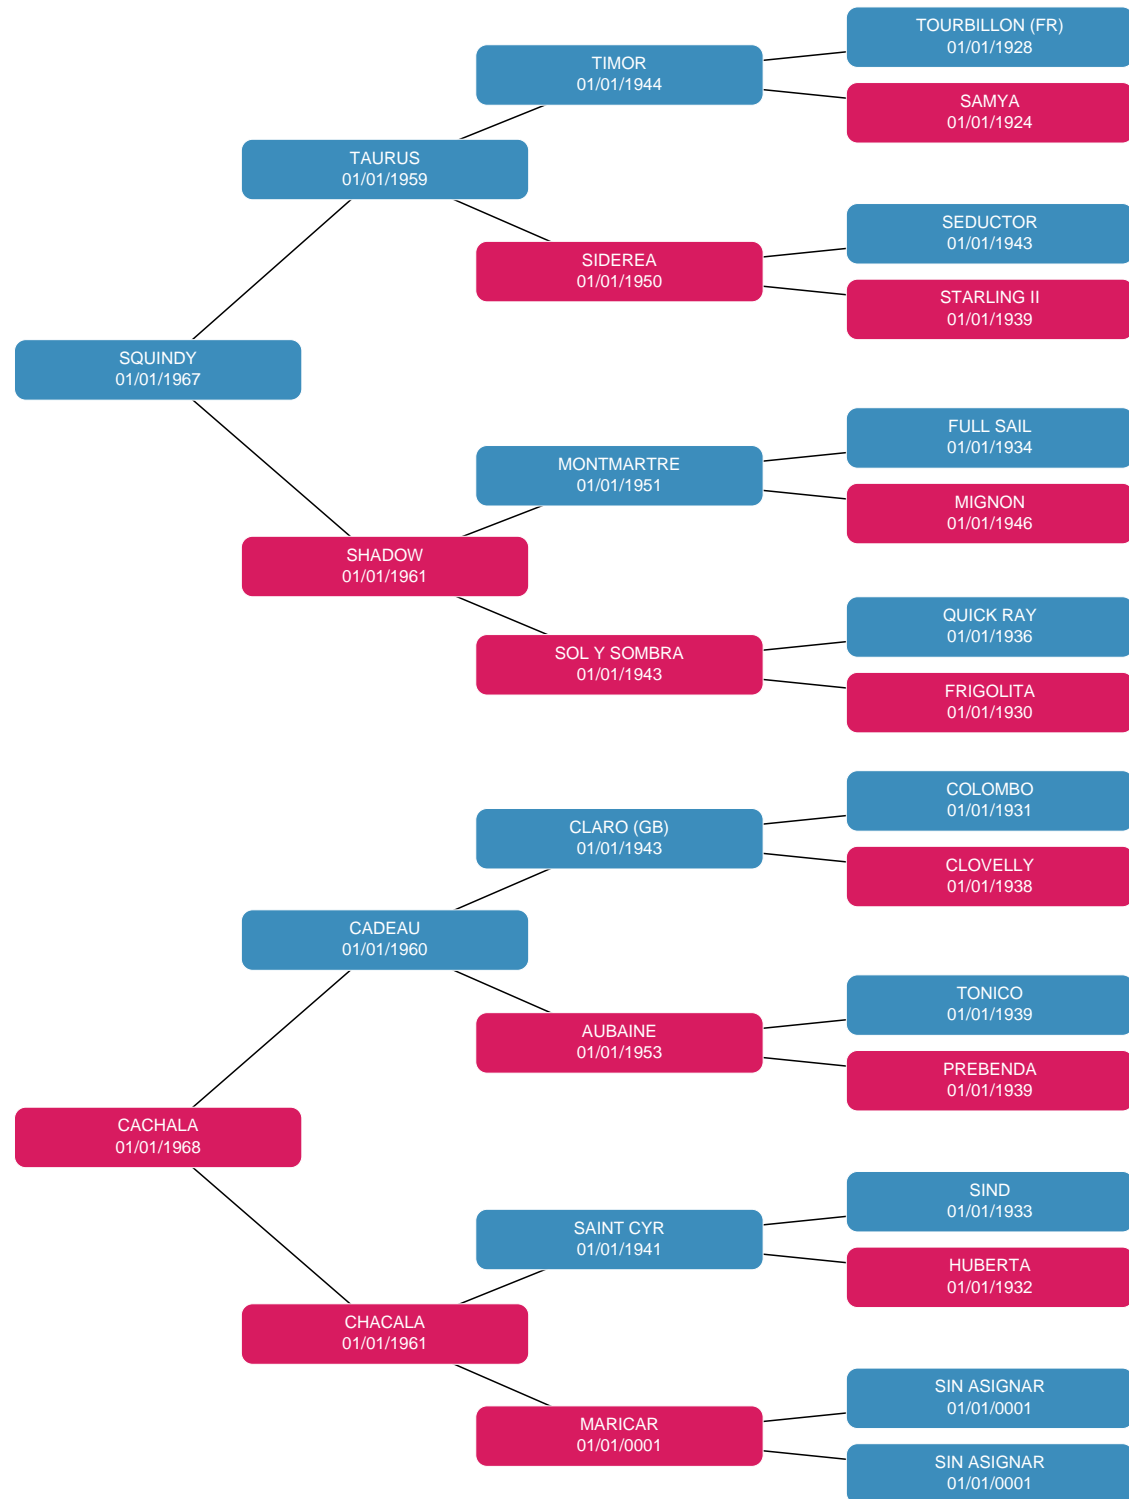 TOURBILLON (FR)
01/01/1928
TIMOR
01/01/1944
SAMYA
01/01/1924
TAURUS
01/01/1959
SEDUCTOR
01/01/1943
SIDEREA
01/01/1950
STARLING II
01/01/1939
SQUINDY
01/01/1967
FULL SAIL
01/01/1934
MONTMARTRE
01/01/1951
MIGNON
01/01/1946
SHADOW
01/01/1961
QUICK RAY
01/01/1936
SOL Y SOMBRA
01/01/1943
FRIGOLITA
01/01/1930
COLOMBO
01/01/1931
CLARO (GB)
01/01/1943
CLOVELLY
01/01/1938
CADEAU
01/01/1960
TONICO
01/01/1939
AUBAINE
01/01/1953
PREBENDA
01/01/1939
CACHALA
01/01/1968
SIND
01/01/1933
SAINT CYR
01/01/1941
HUBERTA
01/01/1932
CHACALA
01/01/1961
SIN ASIGNAR
01/01/0001
MARICAR
01/01/0001
SIN ASIGNAR
01/01/0001